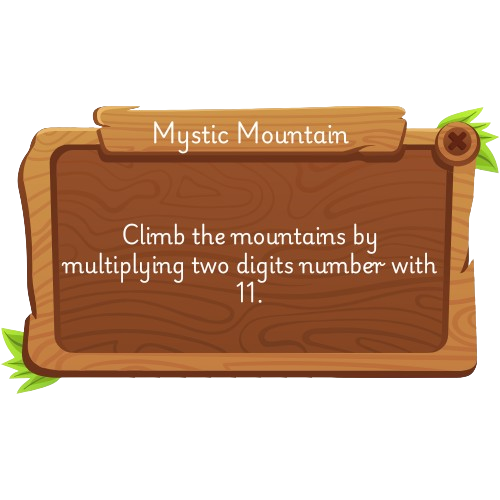 Mystic Mountain
Climb the mountains by
multiplying two digits number with
11.